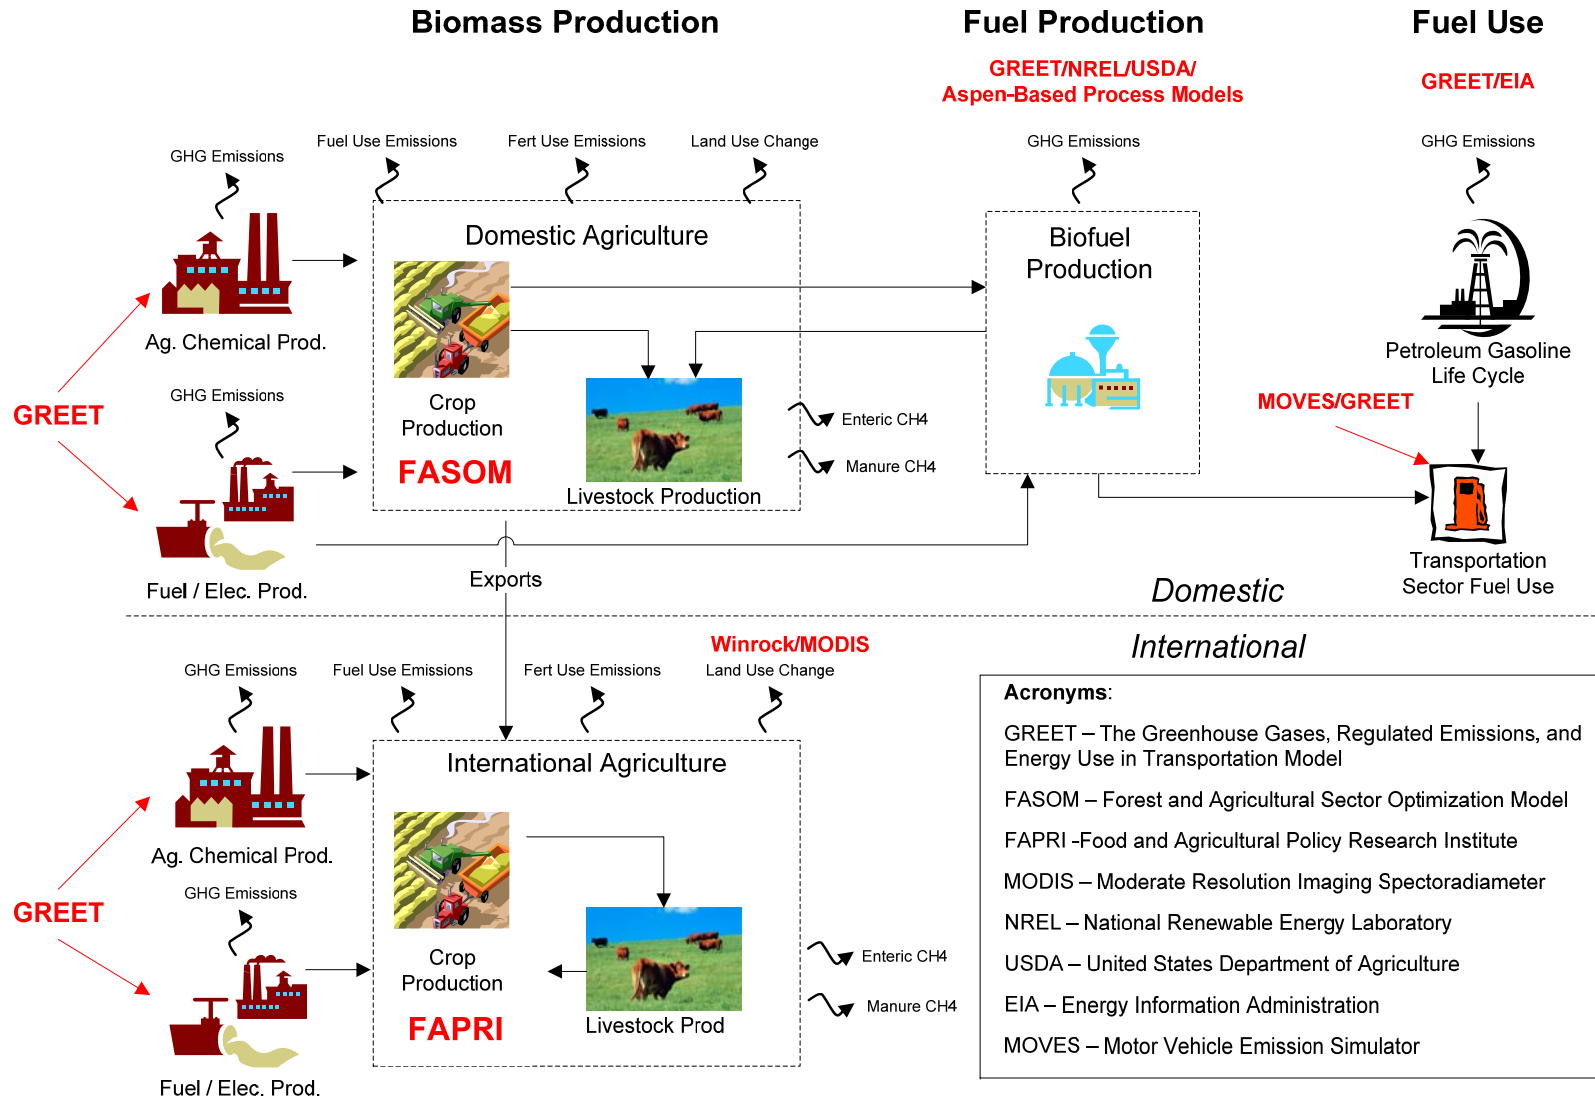 Biomass Production
Fuel Production
Fuel Use
GREET/NREL/USDA/
Aspen-Based Process Models
GREET/EIA
GHG Emissions
Fuel Use Emissions
Fert Use Emissions
Land Use Change
GHG Emissions
GHG Emissions
Domestic Agriculture
Biofuel
Production
Ag. Chemical Prod.
Petroleum Gasoline
Life Cycle
GHG Emissions
GREET
MOVES/GREET
Crop
Production
FASOM
Enteric CH4
Manure CH4
Livestock Production
Fuel / Elec. Prod.
Exports
Transportation
Sector Fuel Use
Domestic
International
Winrock/MODIS
GHG Emissions
Fuel Use Emissions
Fert Use Emissions
Land Use Change
International Agriculture
Ag. Chemical Prod.
GHG Emissions
GREET
Crop
Production
FAPRI
Enteric CH4
Manure CH4
Livestock Prod
Fuel / Elec. Prod.
Acronyms:
GREET – The Greenhouse Gases, Regulated Emissions, and
Energy Use in Transportation Model
FASOM – Forest and Agricultural Sector Optimization Model
FAPRI -Food and Agricultural Policy Research Institute
MODIS – Moderate Resolution Imaging Spectoradiameter
NREL – National Renewable Energy Laboratory
USDA – United States Department of Agriculture
EIA – Energy Information Administration
MOVES – Motor Vehicle Emission Simulator